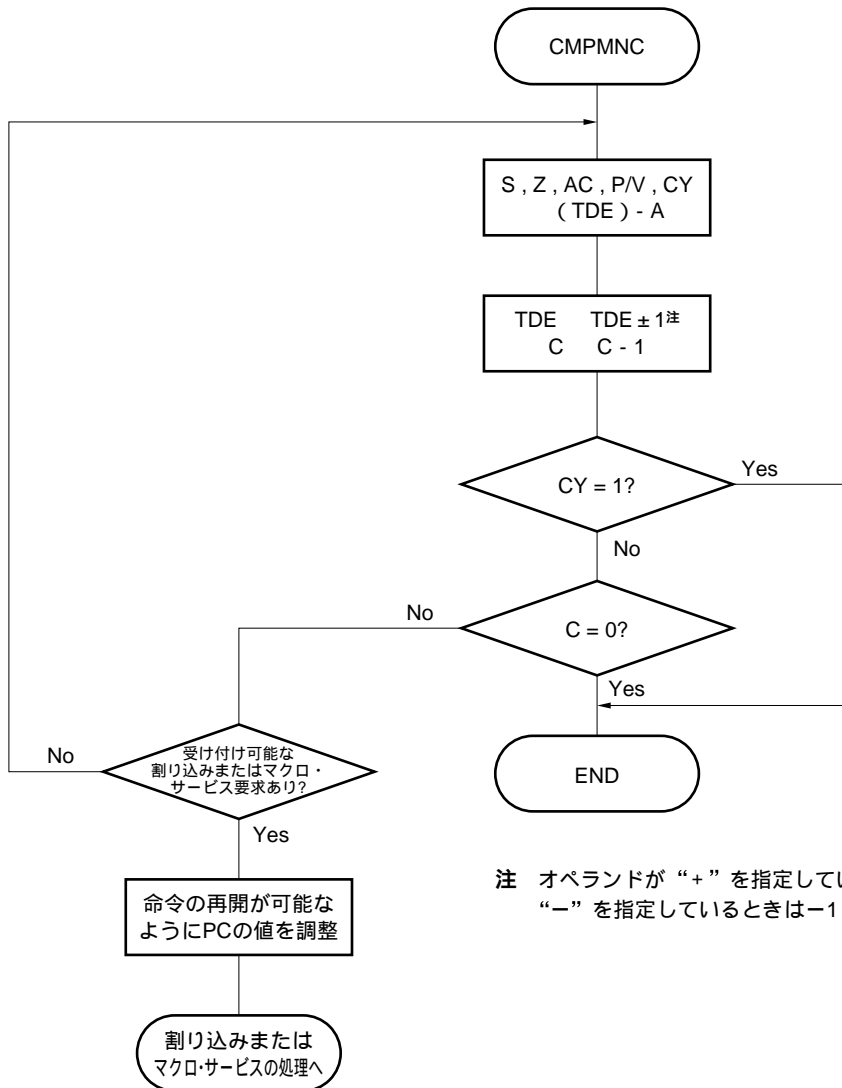 CMPMNC
S , Z , AC , P/V , CY
( TDE ) - A
TDE TDE ± 1注
C C - 1
CY = 1?
Yes
No
C = 0?
No
Yes
END
受け付け可能な
割り込みまたはマクロ・
サービス要求あり?
No
Yes
命令の再開が可能な
ようにPCの値を調整
割り込みまたは
マクロ・サービスの処理へ
注 オペランドが “+” を指定してい
“ー” を指定しているときはー1